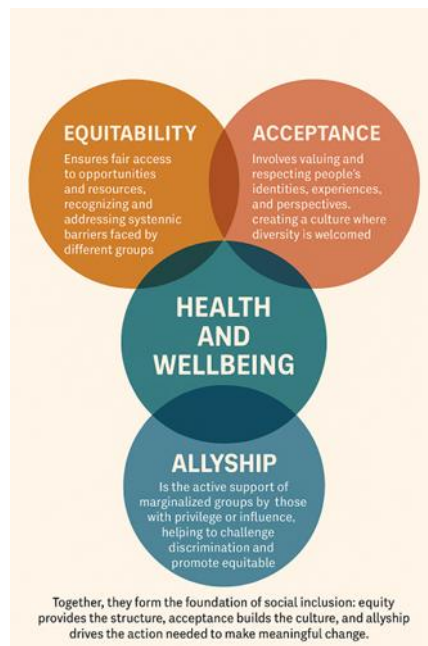 EQUITABILITY
Ensures fair access
to opportunities
and resources,
recognizing and
addressing systennic
barriers faced by
different groups
ACCEPTANCE
Involves valuing and
respecting people's
identities, experiences,
and perspectives.
creating a culture where
diversity is welcomed
HEALTH
AND
WELLBEING
ALLYSHIP
Is the active support of
marginalized groups by those
with privilege or influence,
helping to challenge
discrimination and
promote equitable
Together, they form the foundation of social inclusion: equity
provides the structure, acceptance builds the culture, and allyship
drives the action needed to make meaningful change.